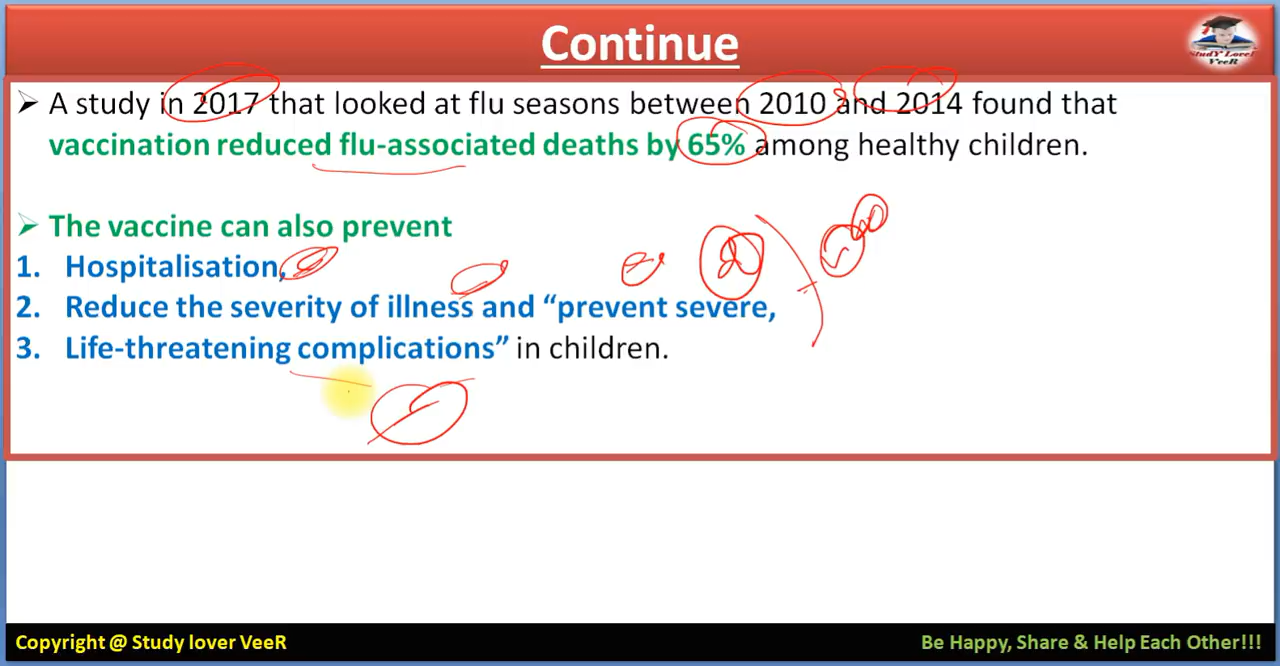 Continue
StudY LoveR
VeeR
➢ A study in 2017 that looked at flu seasons between 2010 and 2014 found that
vaccination reduced flu-associated deaths by 65% among healthy children.
➢ The vaccine can also prevent
1. Hospitalisation,
2. Reduce the severity of illness and “prevent severe,
3. Life-threatening complications” in children.
Copyright @ Study lover VeeR
Be Happy, Share & Help Each Other!!!